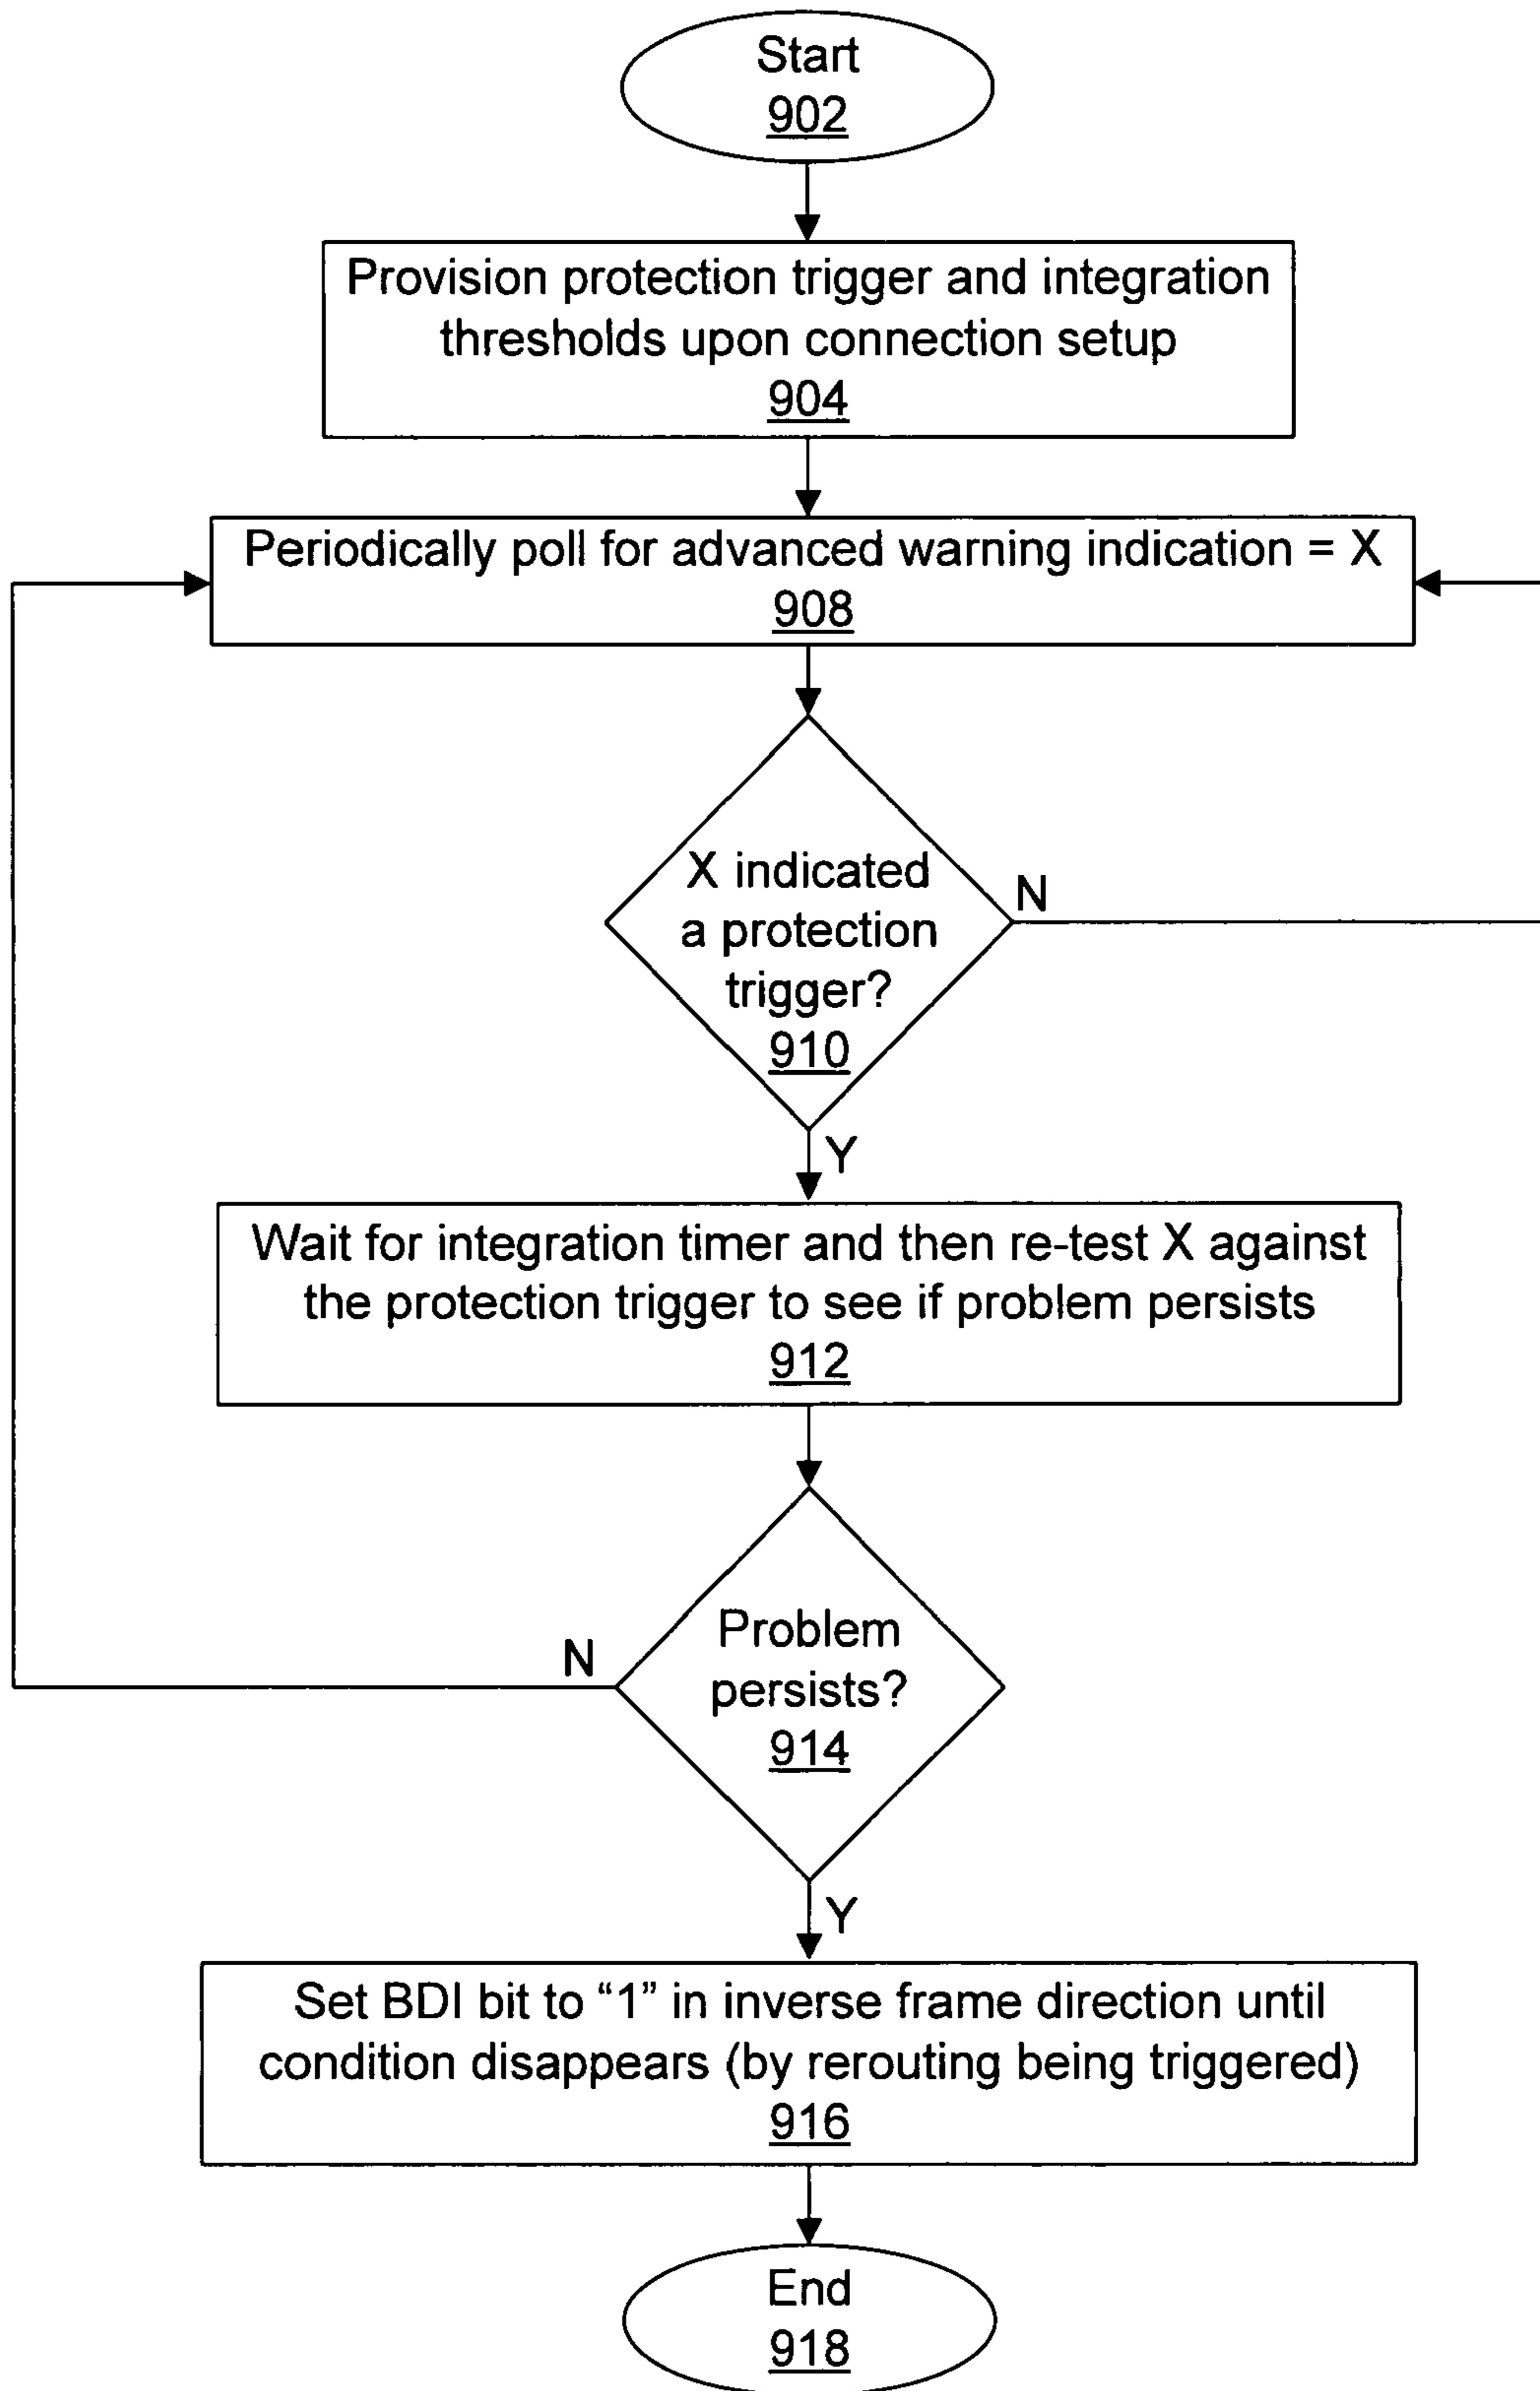 Start
902
Provision protection trigger and integration
thresholds upon connection setup
904
Periodically poll for advanced warning indication = X
908
X indicated
a protection
trigger?
910
N
Y
Wait for integration timer and then re-test X against
the protection trigger to see if problem persists
912
Problem
persists?
914
N
Y
Set BDI bit to “1” in inverse frame direction until
condition disappears (by rerouting being triggered)
916
End
918